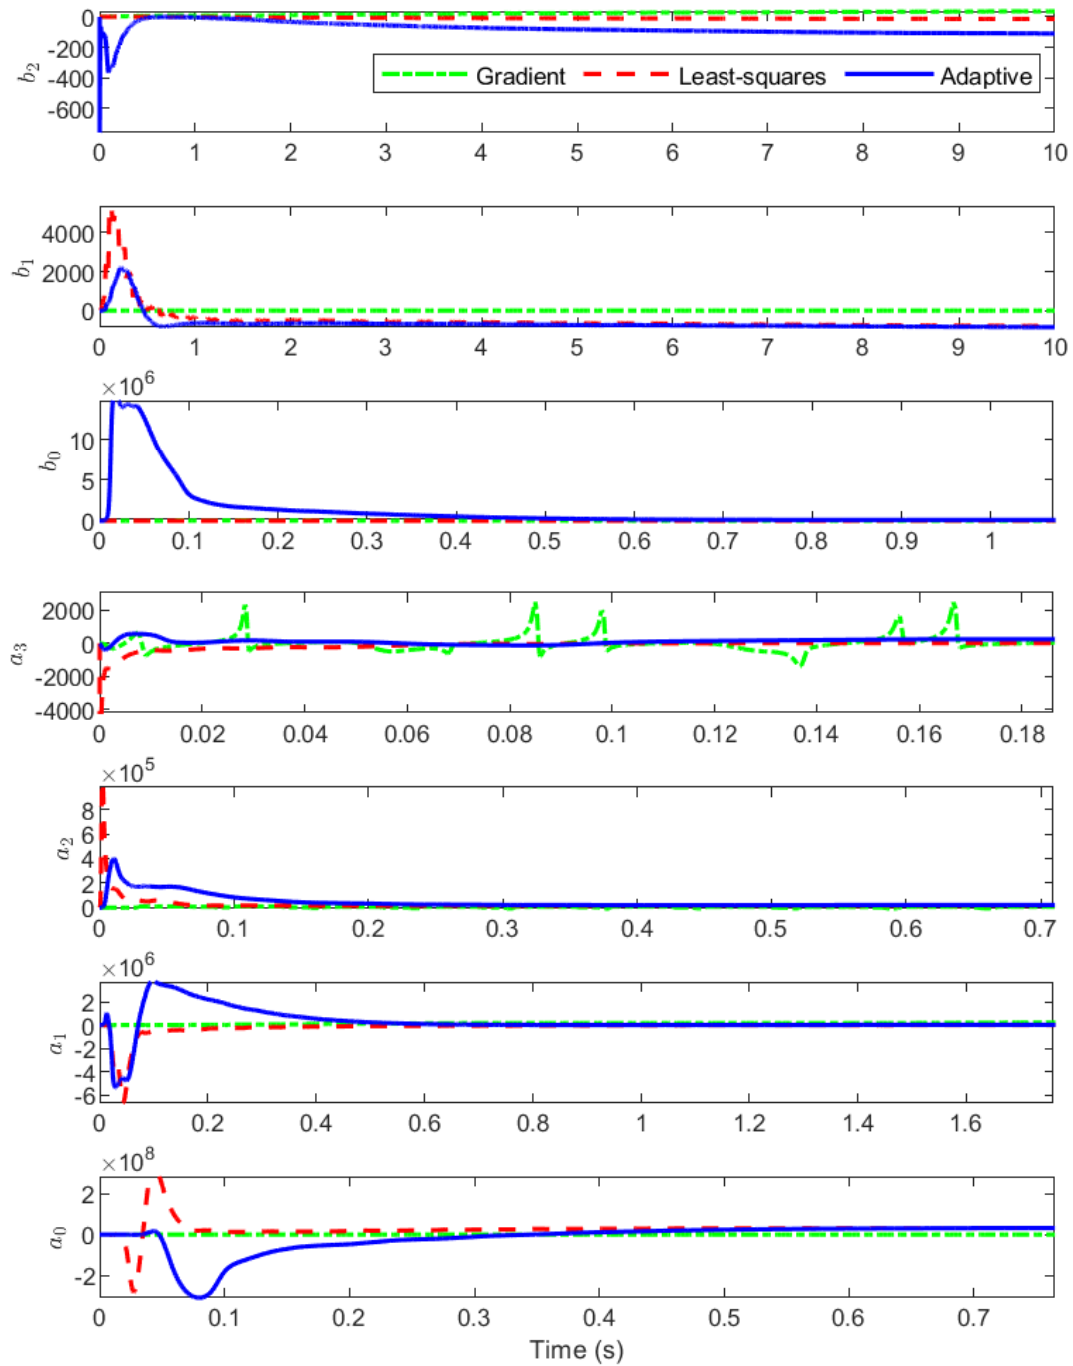 0
-200
-400
-600
b2
Gradient Least-squares Adaptive
0 1 2 3 4 5 6 7 8 9 10
4000
2000
0
b1
0 1 2 3 4 5 6 7 8 9 10
×10^6
10
5
0
b0
0 0.1 0.2 0.3 0.4 0.5 0.6 0.7 0.8 0.9 1
2000
0
-2000
-4000
a3
0 0.02 0.04 0.06 0.08 0.1 0.12 0.14 0.16 0.18
×10^5
8
6
4
2
0
a2
0 0.1 0.2 0.3 0.4 0.5 0.6 0.7
×10^6
2
0
-2
-4
-6
a1
0 0.2 0.4 0.6 0.8 1 1.2 1.4 1.6
×10^8
2
0
-2
a0
0 0.1 0.2 0.3 0.4 0.5 0.6 0.7
Time (s)